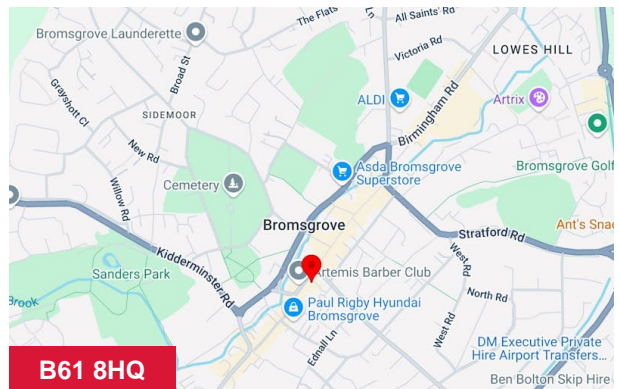 The Flats
Ln
All Saints' Rd
Bromsgrove Launderette
Victoria Rd
LOWES HILL
Broad St
Grayshott Cl
ALDI
Artrix
SIDEMOOR
Birmingham Rd
New Rd
Asda Bromsgrove
Superstore
Bromsgrove Golf
Cemetery
Willow Rd
Bromsgrove
Ant's Snac
Stratford Rd
Kidderminster Rd
West Rd
Sanders Park
Artemis Barber Club
North Rd
Brook
Paul Rigby Hyundai
Bromsgrove
West Rd
Ednall Ln
DM Executive Private
Hire Airport Transfers...
B61 8HQ
Ben Bolton Skip Hire